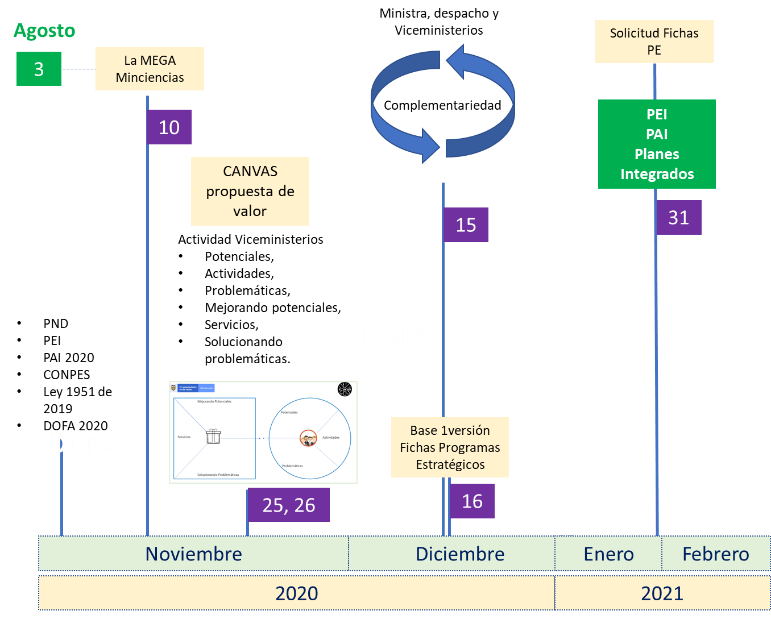 Agosto
3
La MEGA
Minciencias
10
CANVAS
propuesta de
valor
Actividad Viceministerios
• Potenciales,
• Actividades,
• Problemáticas,
• Mejorando potenciales,
• Servicios,
• Solucionando
problemáticas.
• PND
• PEI
• PAI 2020
• CONPES
• Ley 1951 de
2019
• DOFA 2020
Potenciales
Actividades
Problemáticas
25, 26
Ministra, despacho y
Viceministerios
Complementariedad
15
Base 1versión
Fichas Programas
Estratégicos
16
Solicitud Fichas
PE
PEI
PAI
Planes
Integrados
31
Noviembre
Diciembre
Enero
Febrero
2020
2021